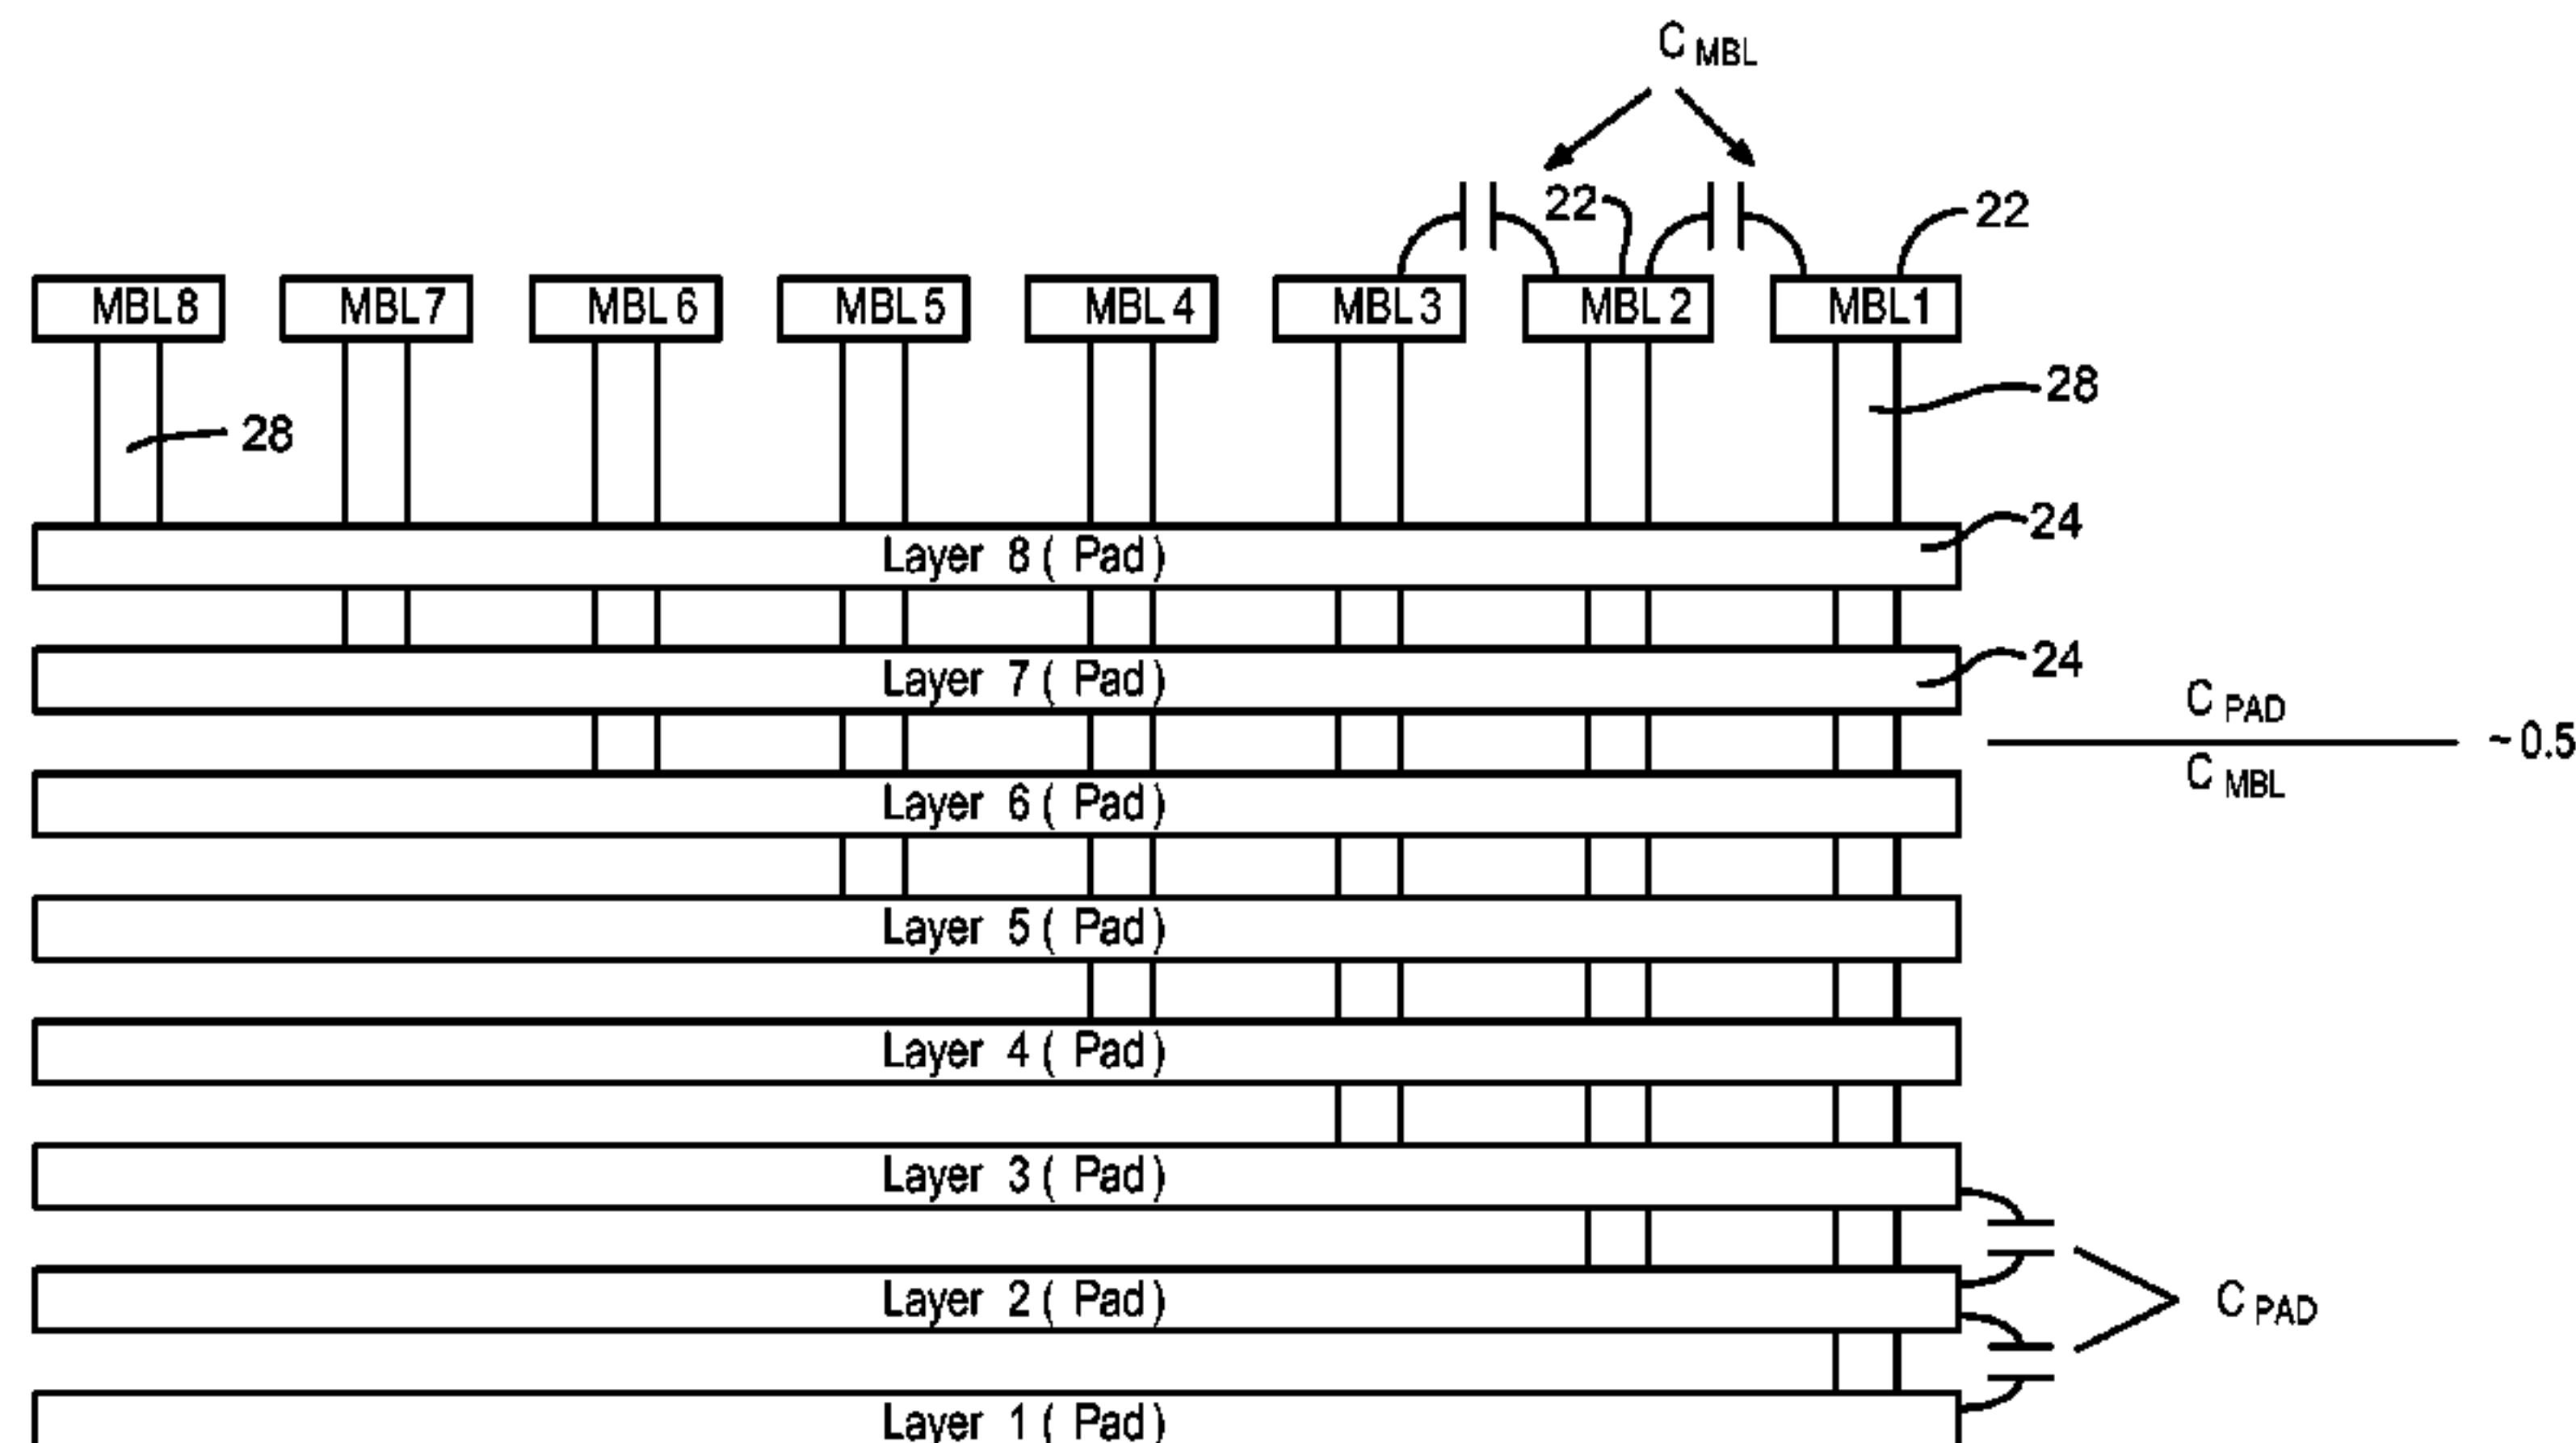 C MBL
22
22
MBL8 MBL7 MBL6 MBL5 MBL4 MBL3 MBL2 MBL1
28
28
24
Layer 8 ( Pad )
24
Layer 7 ( Pad )
C PAD
~ 0.5
C MBL
Layer 6 ( Pad )
Layer 5 ( Pad )
Layer 4 ( Pad )
Layer 3 ( Pad )
Layer 2 ( Pad )
C PAD
Layer 1 ( Pad )